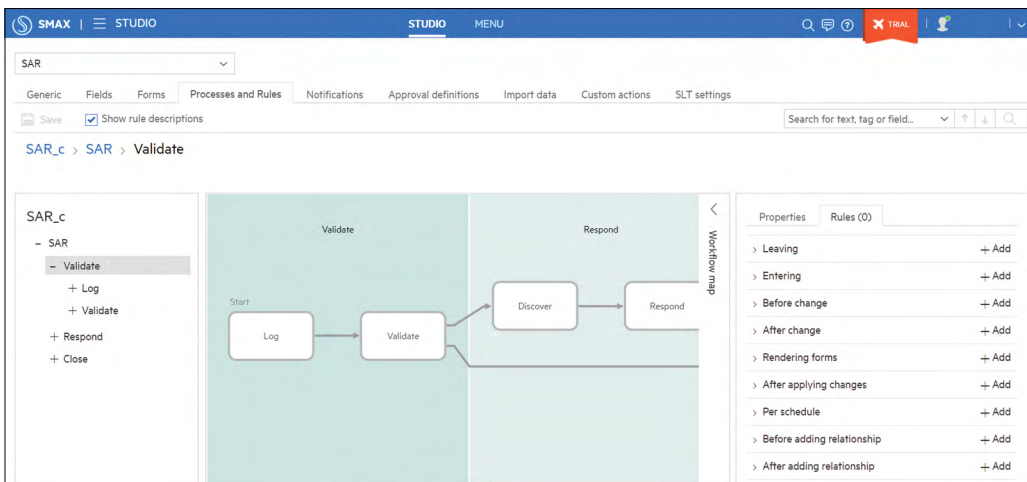 SMAX | STUDIO STUDIO MENU TRIAL
SAR
Generic Fields Forms Processes and Rules Notifications Approval definitions Import data Custom actions SLT settings
Save Show rule descriptions Search for text, tag or field...
SAR_c > SAR > Validate
SAR_c
- SAR
- Validate
+ Log
+ Validate
+ Respond
+ Close
Validate
Respond
Start
Log
Validate
Discover
Respond
Workflow map
Properties Rules (0)
> Leaving + Add
> Entering + Add
> Before change + Add
> After change + Add
> Rendering forms + Add
> After applying changes + Add
> Per schedule + Add
> Before adding relationship + Add
> After adding relationship + Add